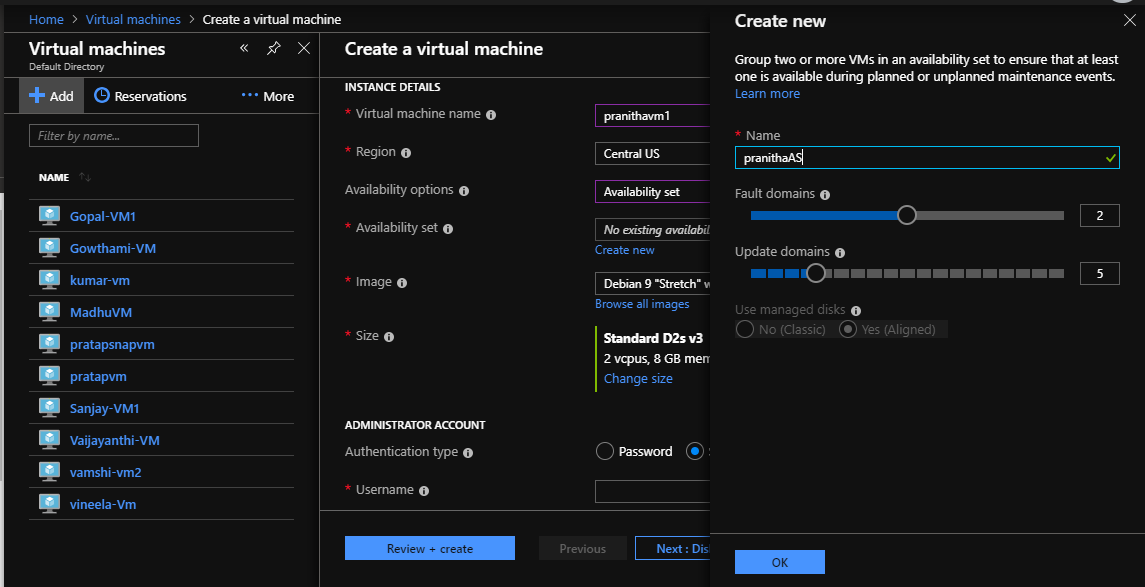 Home > Virtual machines > Create a virtual machine
Virtual machines
Default Directory
Add
Reservations
More
Filter by name...
NAME
Gopal-VM1
Gowthami-VM
kumar-vm
MadhuVM
pratapsnapvm
pratapvm
Sanjay-VM1
Vaijayanthi-VM
vamshi-vm2
vineela-Vm
Create a virtual machine
INSTANCE DETAILS
* Virtual machine name
pranithavm1
* Region
Central US
Availability options
Availability set
* Availability set
No existing availabil
Create new
* Image
Debian 9 "Stretch" w
Browse all images
* Size
Standard D2s v3
2 vcpus, 8 GB mem
Change size
ADMINISTRATOR ACCOUNT
Authentication type
Password
* Username
Review + create
Previous
Next : Dis
Create new
Group two or more VMs in an availability set to ensure that at least
one is available during planned or unplanned maintenance events.
Learn more
* Name
pranithaAS
Fault domains
2
Update domains
5
Use managed disks
No (Classic)
Yes (Aligned)
OK